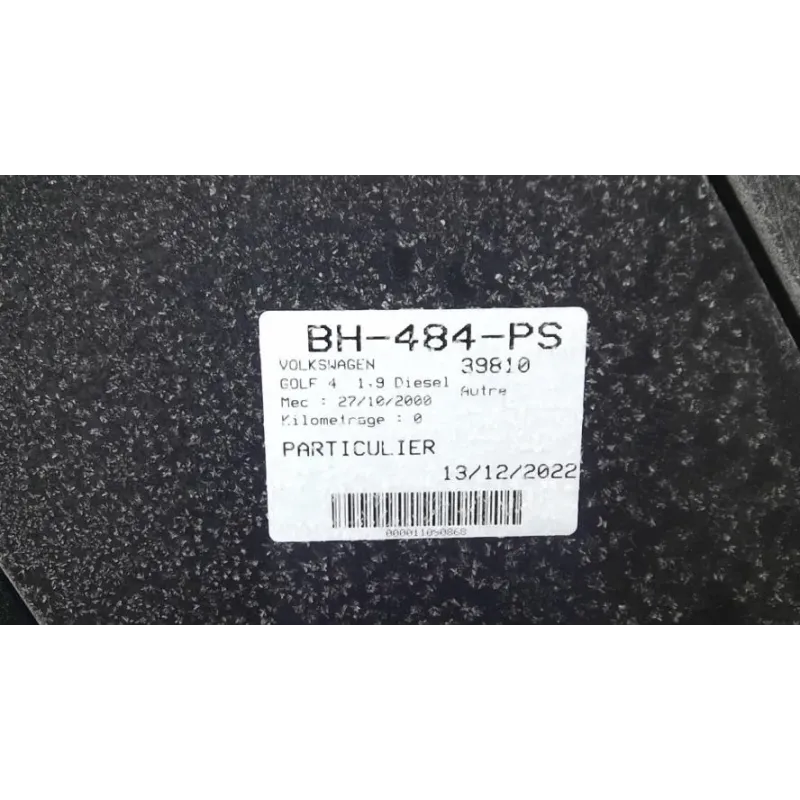 BH-484-PS
VOLKSWAGEN 39810
GOLF 4 1.9 Diesel Autre
Mec : 27/10/2000
Kilometrage : 0
PARTICULIER
13/12/2022
000011050868